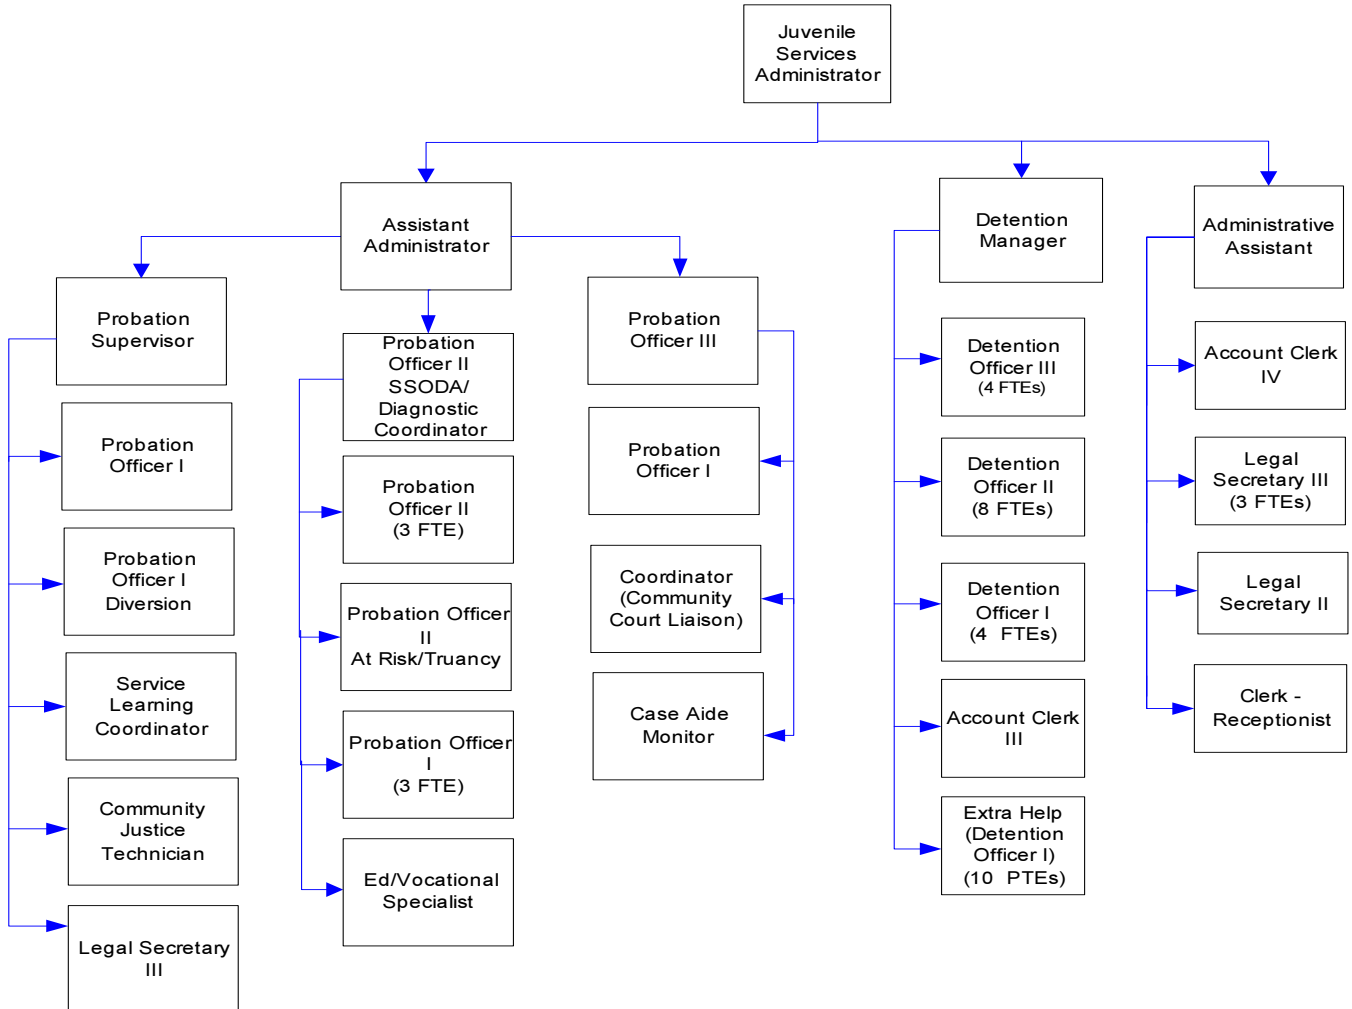 Juvenile
Services
Administrator
Assistant
Administrator
Detention
Manager
Administrative
Assistant
Probation
Supervisor
Probation
Officer I
Probation
Officer I
Diversion
Service
Learning
Coordinator
Community
Justice
Technician
Legal Secretary
III
Probation
Officer II
SSODA/
Diagnostic
Coordinator
Probation
Officer II
(3 FTE)
Probation Officer
II
At Risk/Truancy
Probation Officer
I
(3 FTE)
Ed/Vocational
Specialist
Probation
Officer III
Probation
Officer I
Coordinator
(Community
Court Liaison)
Case Aide
Monitor
Detention
Officer III
(4 FTEs)
Detention
Officer II
(8 FTEs)
Detention
Officer I
(4 FTEs)
Account Clerk
III
Extra Help
(Detention
Officer I)
(10 PTEs)
Account Clerk
IV
Legal
Secretary III
(3 FTEs)
Legal
Secretary II
Clerk -
Receptionist